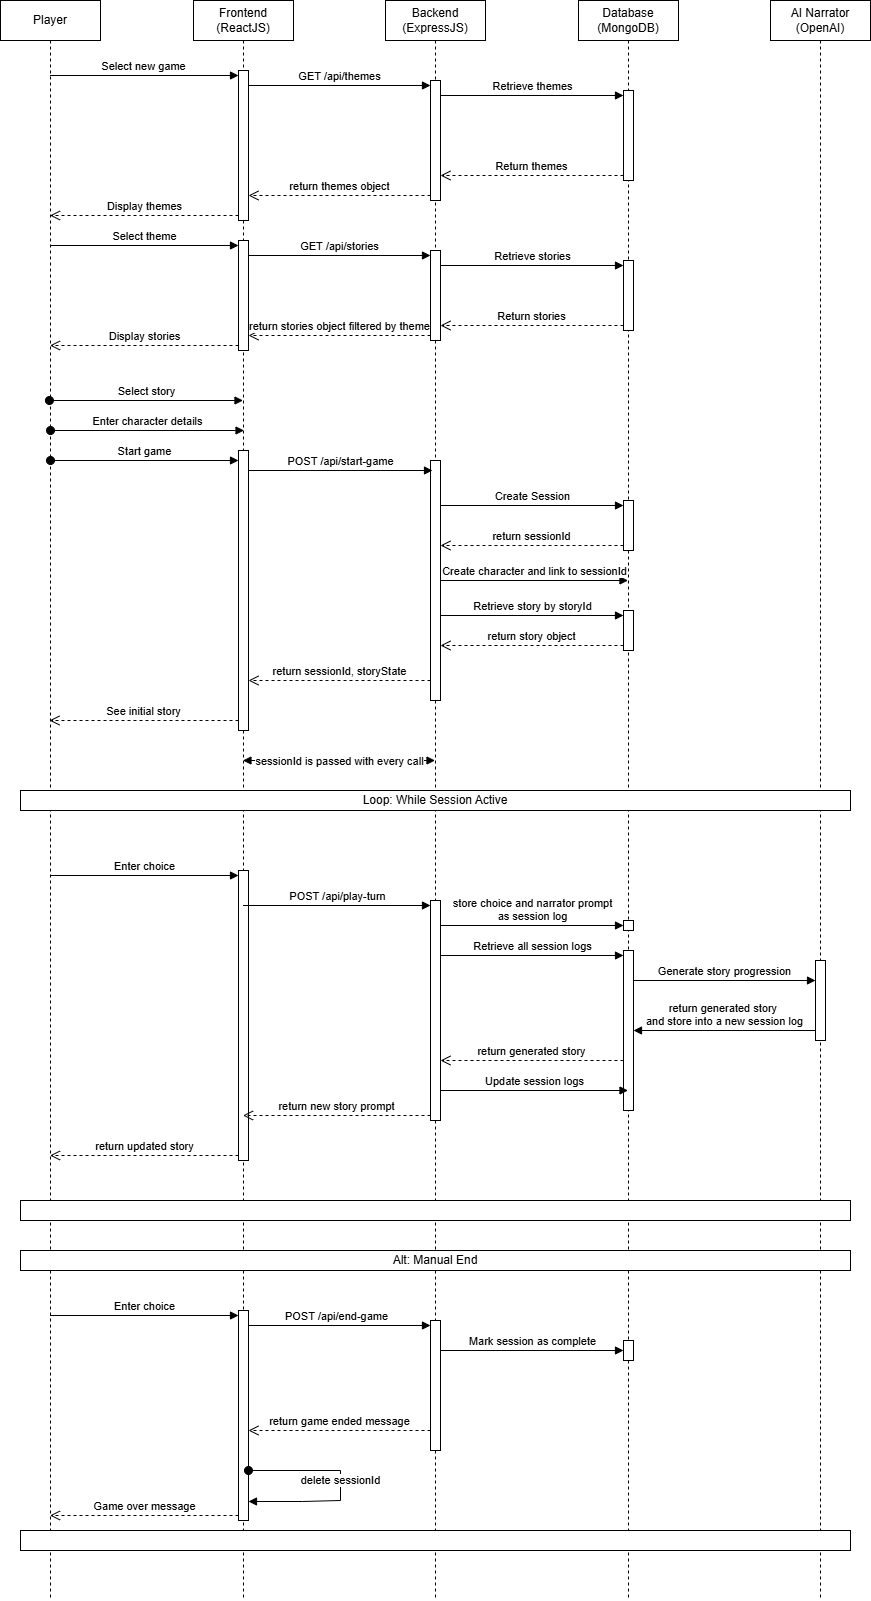 Player
Frontend
(ReactJS)
Backend
(ExpressJS)
Database
(MongoDB)
AI Narrator
(OpenAI)
Select new game
GET /api/themes
Retrieve themes
Return themes
return themes object
Display themes
Select theme
GET /api/stories
Retrieve stories
Return stories
return stories object filtered by theme
Display stories
Select story
Enter character details
Start game
POST /api/start-game
Create Session
return sessionId
Create character and link to sessionId
Retrieve story by storyId
return story object
return sessionId, storyState
See initial story
sessionId is passed with every call
Loop: While Session Active
Enter choice
POST /api/play-turn
store choice and narrator prompt
as session log
Retrieve all session logs
Generate story progression
return generated story
and store into a new session log
return generated story
Update session logs
return new story prompt
return updated story
Alt: Manual End
Enter choice
POST /api/end-game
Mark session as complete
return game ended message
delete sessionId
Game over message